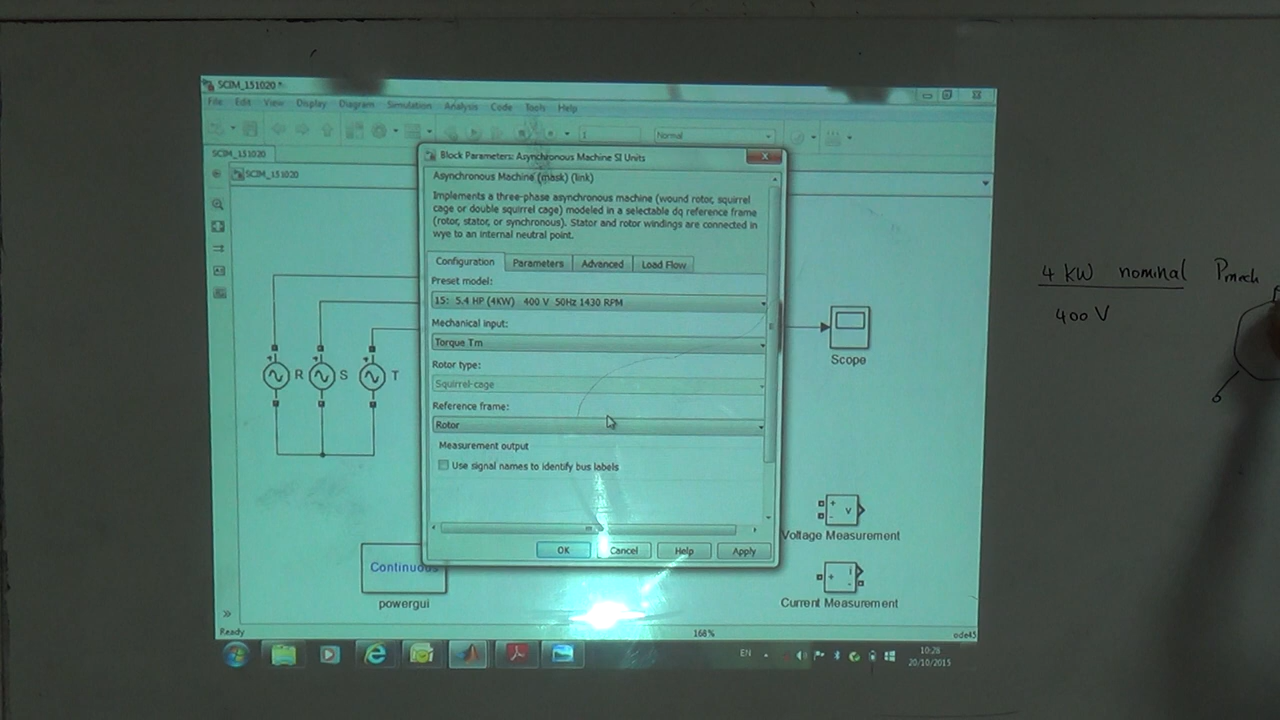 SCIM_151020 *
File Edit View Display Diagram Simulation Analysis Code Tools Help
1 Normal
SCIM_151020
SCIM_151020
Block Parameters: Asynchronous Machine SI Units
Asynchronous Machine (mask) (link)
Implements a three-phase asynchronous machine (wound rotor, squirrel
cage or double squirrel cage) modeled in a selectable dq reference frame
(rotor, stator, or synchronous). Stator and rotor windings are connected in
wye to an internal neutral point.
Configuration Parameters Advanced Load Flow
Preset model:
15: 5.4 HP (4KW) 400 V 50Hz 1430 RPM
Mechanical input:
Torque Tm
Rotor type:
Squirrel-cage
Reference frame:
Rotor
Measurement output
Use signal names to identify bus labels
OK Cancel Help Apply
R S T
Scope
v
Voltage Measurement
i
Current Measurement
Continuous
powergui
Ready 168% ode45
EN 10:28
20/10/2015
4 KW nominal Pmech
400 V